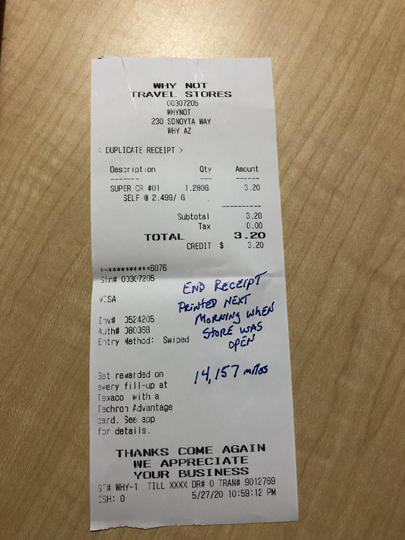 WHY NOT
TRAVEL STORES
00307205
WHYNOT
230 SONOYTA WAY
WHY AZ
< DUPLICATE RECEIPT >
Description Qty Amount
SUPER CR #01 1.280G 3.20
SELF @ 2.499/ G
Subtotal 3.20
Tax 0.00
TOTAL 3.20
CREDIT $ 3.20
************6076
Stn# 00307205
VISA
Inv# 0524205
Auth# 08036B
Entry Method: Swiped
END RECEIPT
PRINTED NEXT
MORNING WHEN
STORE WAS
OPEN
14,157 miles
Get rewarded on
every fill-up at
Texaco with a
Techron Advantage
card. See app
for details.
THANKS COME AGAIN
WE APPRECIATE
YOUR BUSINESS
ST# WHY-1 TILL XXXX DR# 0 TRAN# 9012769
CSH: 0 5/27/20 10:59:12 PM